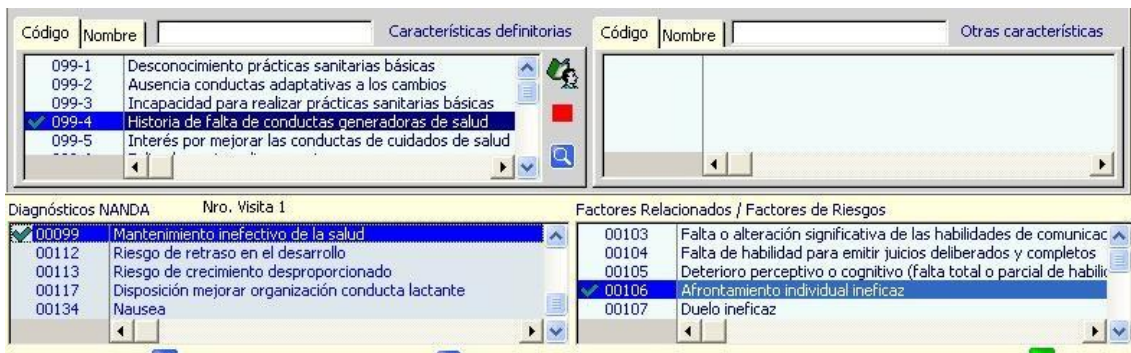 Código Nombre Características definitorias
099-1 Desconocimiento prácticas sanitarias básicas
099-2 Ausencia conductas adaptativas a los cambios
099-3 Incapacidad para realizar prácticas sanitarias básicas
099-4 Historia de falta de conductas generadoras de salud
099-5 Interés por mejorar las conductas de cuidados de salud
Código Nombre Otras características
Diagnósticos NANDA Nro. Visita 1
00099 Mantenimiento inefectivo de la salud
00112 Riesgo de retraso en el desarrollo
00113 Riesgo de crecimiento desproporcionado
00117 Disposición mejorar organización conducta lactante
00134 Nausea
Factores Relacionados / Factores de Riesgos
00103 Falta o alteración significativa de las habilidades de comunicac
00104 Falta de habilidad para emitir juicios deliberados y completos
00105 Deterioro perceptivo o cognitivo (falta total o parcial de habilic
00106 Afrontamiento individual ineficaz
00107 Duelo ineficaz